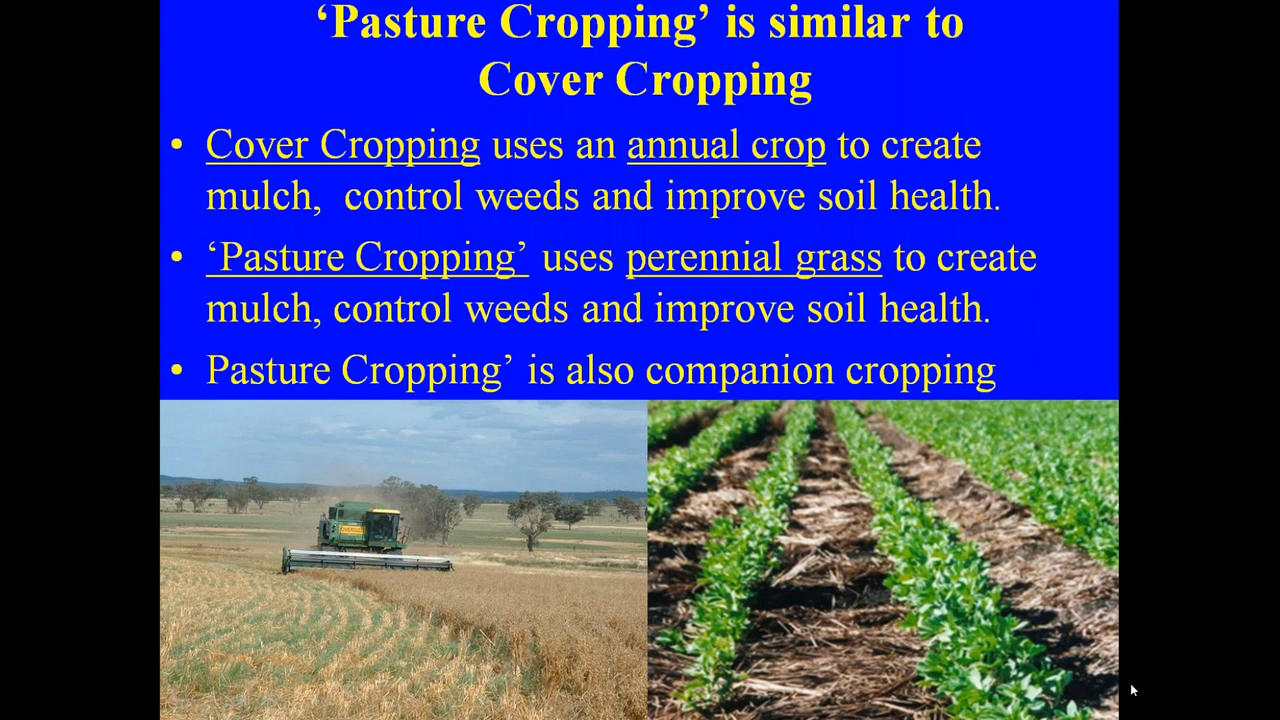 ‘Pasture Cropping’ is similar to
Cover Cropping
• Cover Cropping uses an annual crop to create
mulch,  control weeds and improve soil health.
• ‘Pasture Cropping’ uses perennial grass to create
mulch, control weeds and improve soil health.
• Pasture Cropping’ is also companion cropping